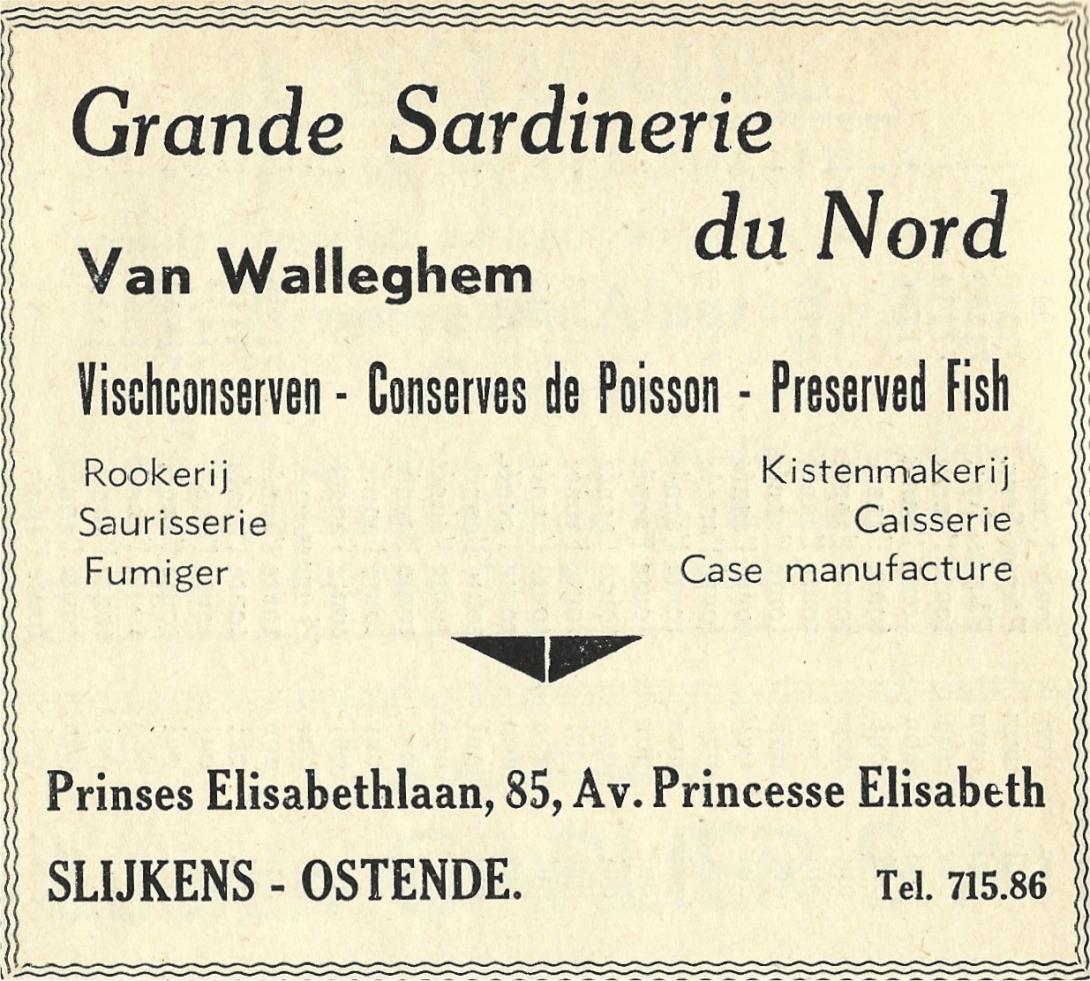 Grande Sardinerie
du Nord
Van Walleghem
Vischconserven - Conserves de Poisson - Preserved Fish
Rookerij
Saurisserie
Fumiger
Kistenmakerij
Caisserie
Case manufacture
Prinses Elisabethlaan, 85, Av. Princesse Elisabeth
SLIJKENS - OSTENDE.
Tel. 715.86